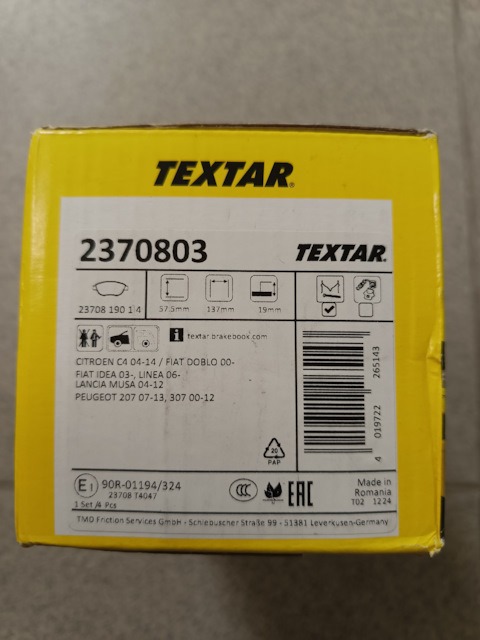 TEXTAR®
2370803
TEXTAR®
23708 190 1 4
57.5mm
137mm
19mm
i textar.brakebook.com
CITROEN C4 04-14 / FIAT DOBLO 00-
FIAT IDEA 03-, LINEA 06-
LANCIA MUSA 04-12
PEUGEOT 207 07-13, 307 00-12
4 019722 265143
20
PAP
E1 90R-01194/324
23708 T4047
1 Set /4 Pcs
CCC
EAC
Made in
Romania
T02 1224
TMD Friction Services GmbH - Schlebuscher Straße 99 - 51381 Leverkusen-Germany